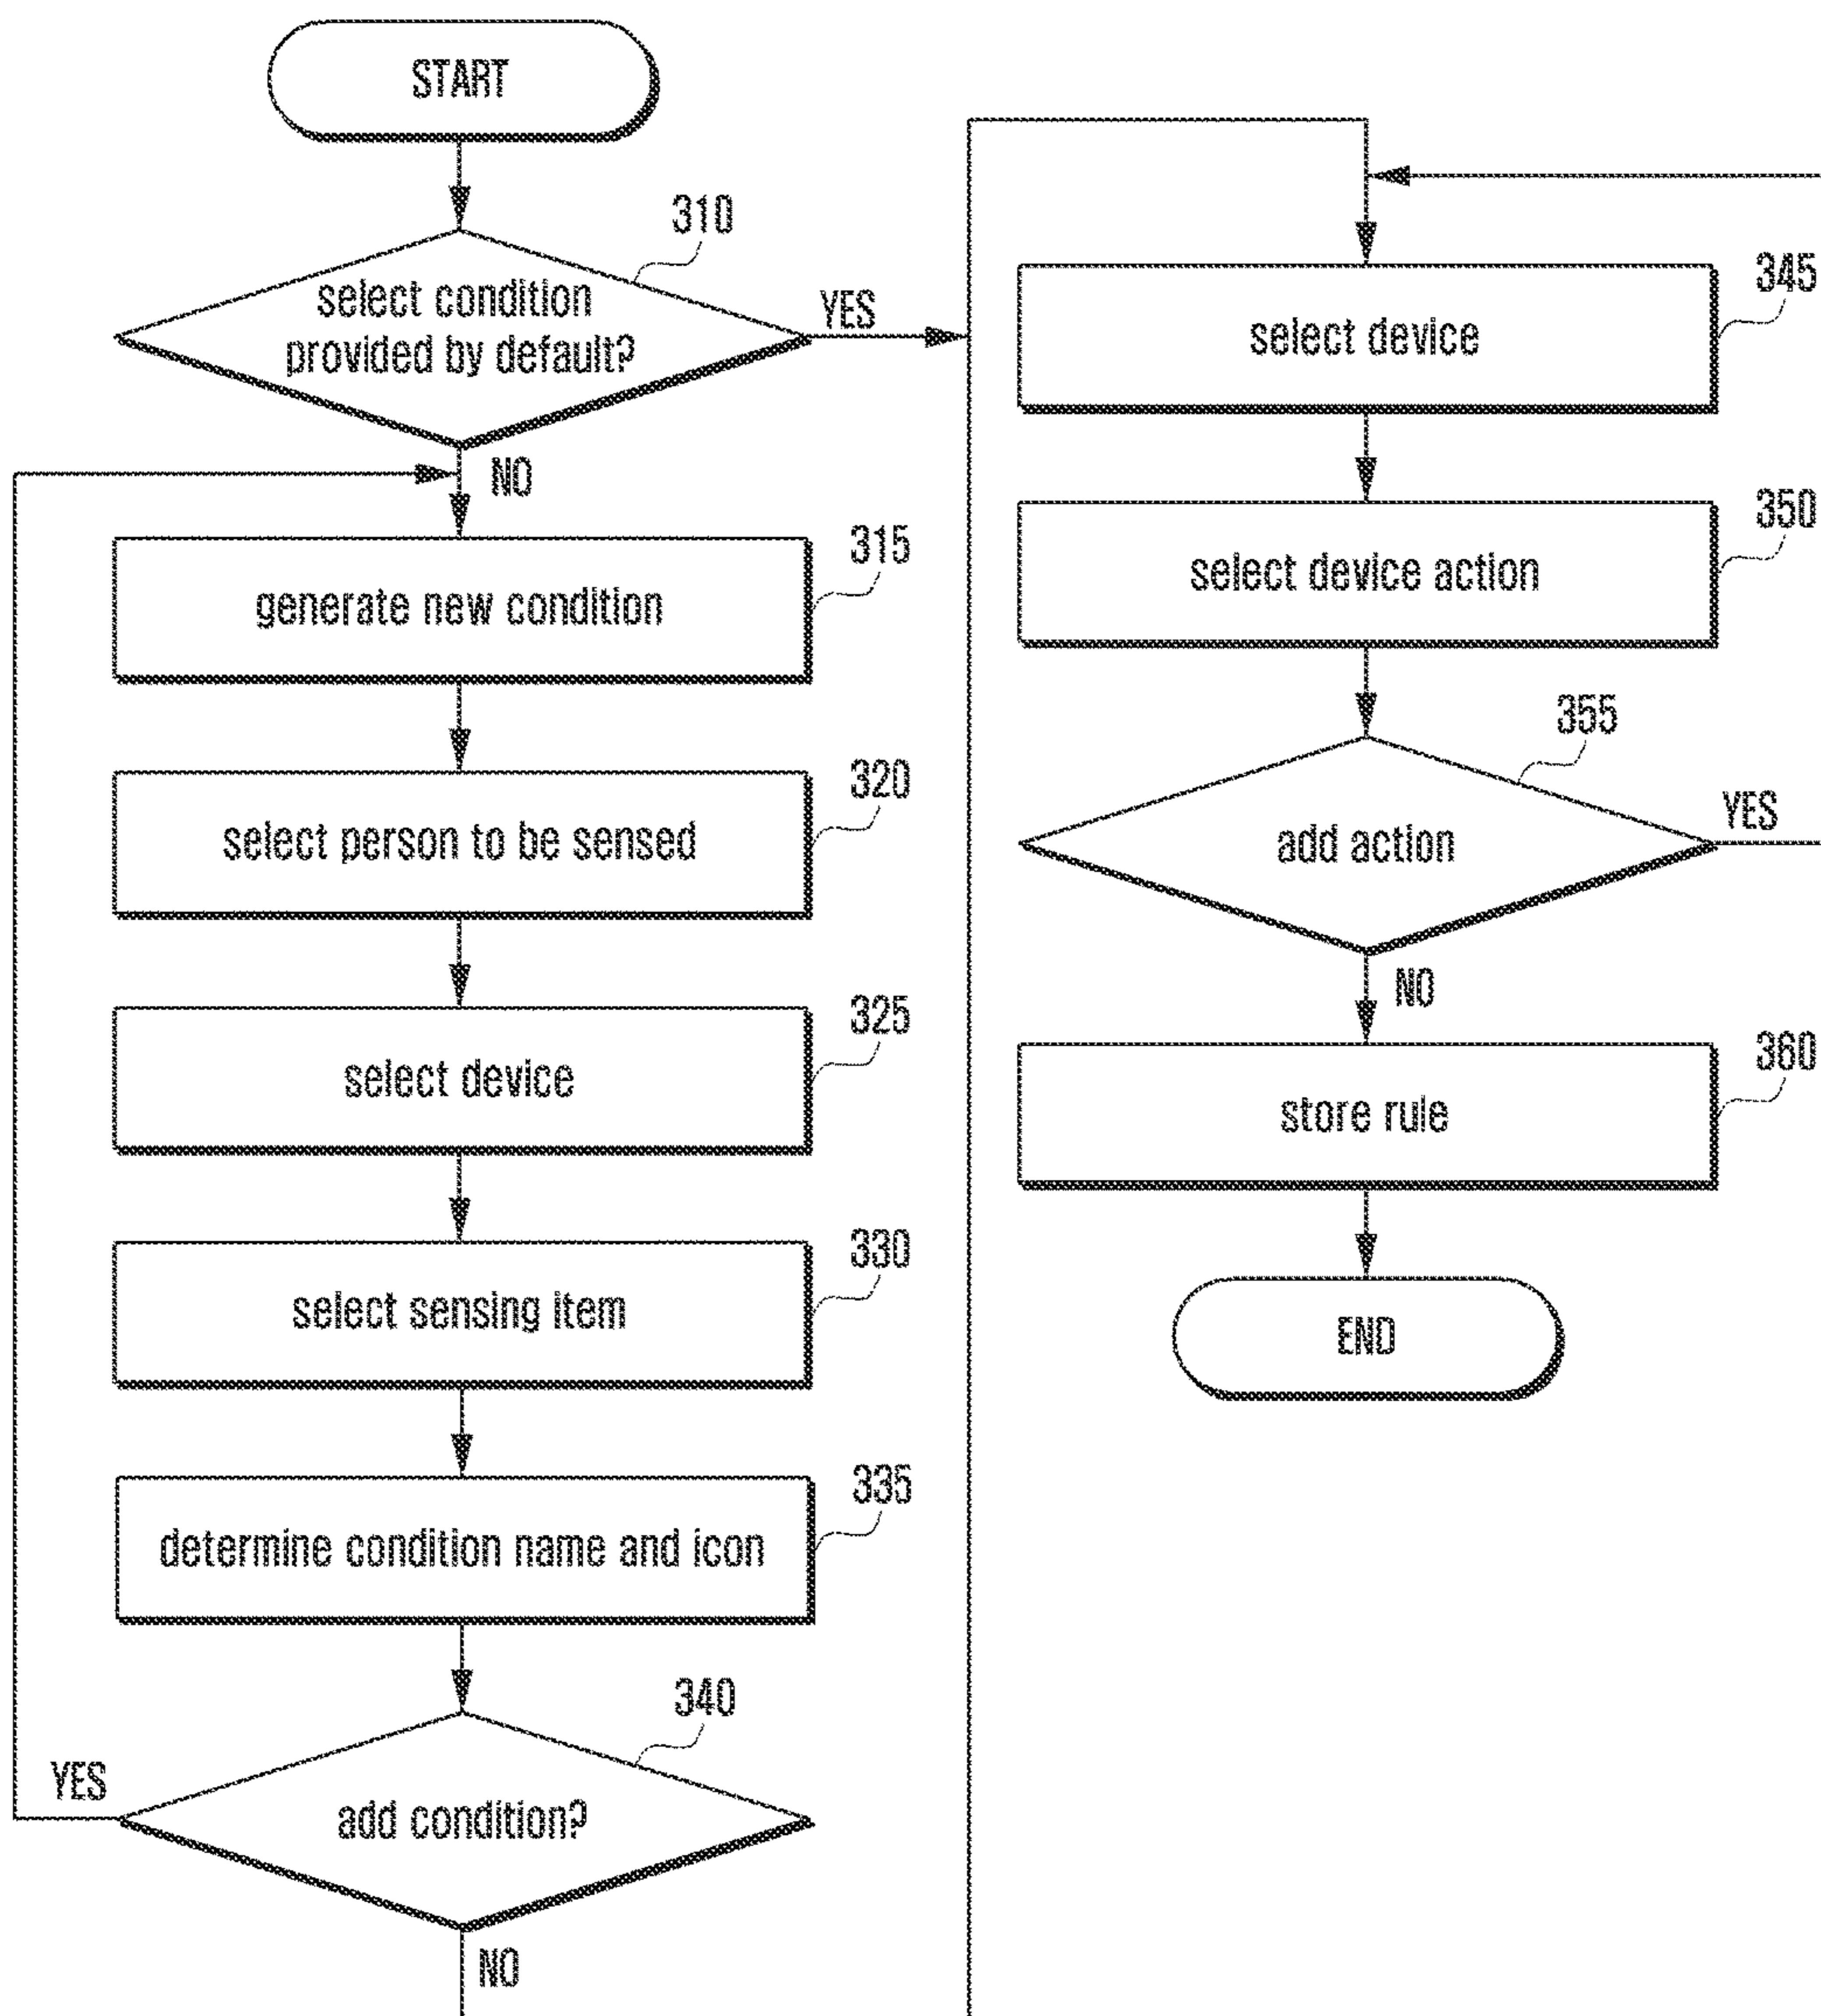 START
310
select condition
provided by default?
YES
NO
315
generate new condition
320
select person to be sensed
325
select device
330
select sensing item
335
determine condition name and icon
340
YES
add condition?
NO
345
select device
350
select device action
355
add action
YES
NO
360
store rule
END